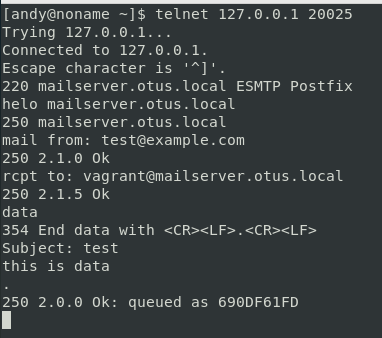 [andy@noname ~]$ telnet 127.0.0.1 20025
Trying 127.0.0.1...
Connected to 127.0.0.1.
Escape character is '^]'.
220 mailserver.otus.local ESMTP Postfix
helo mailserver.otus.local
250 mailserver.otus.local
mail from: test@example.com
250 2.1.0 Ok
rcpt to: vagrant@mailserver.otus.local
250 2.1.5 Ok
data
354 End data with <CR><LF>.<CR><LF>
Subject: test
this is data
.
250 2.0.0 Ok: queued as 690DF61FD